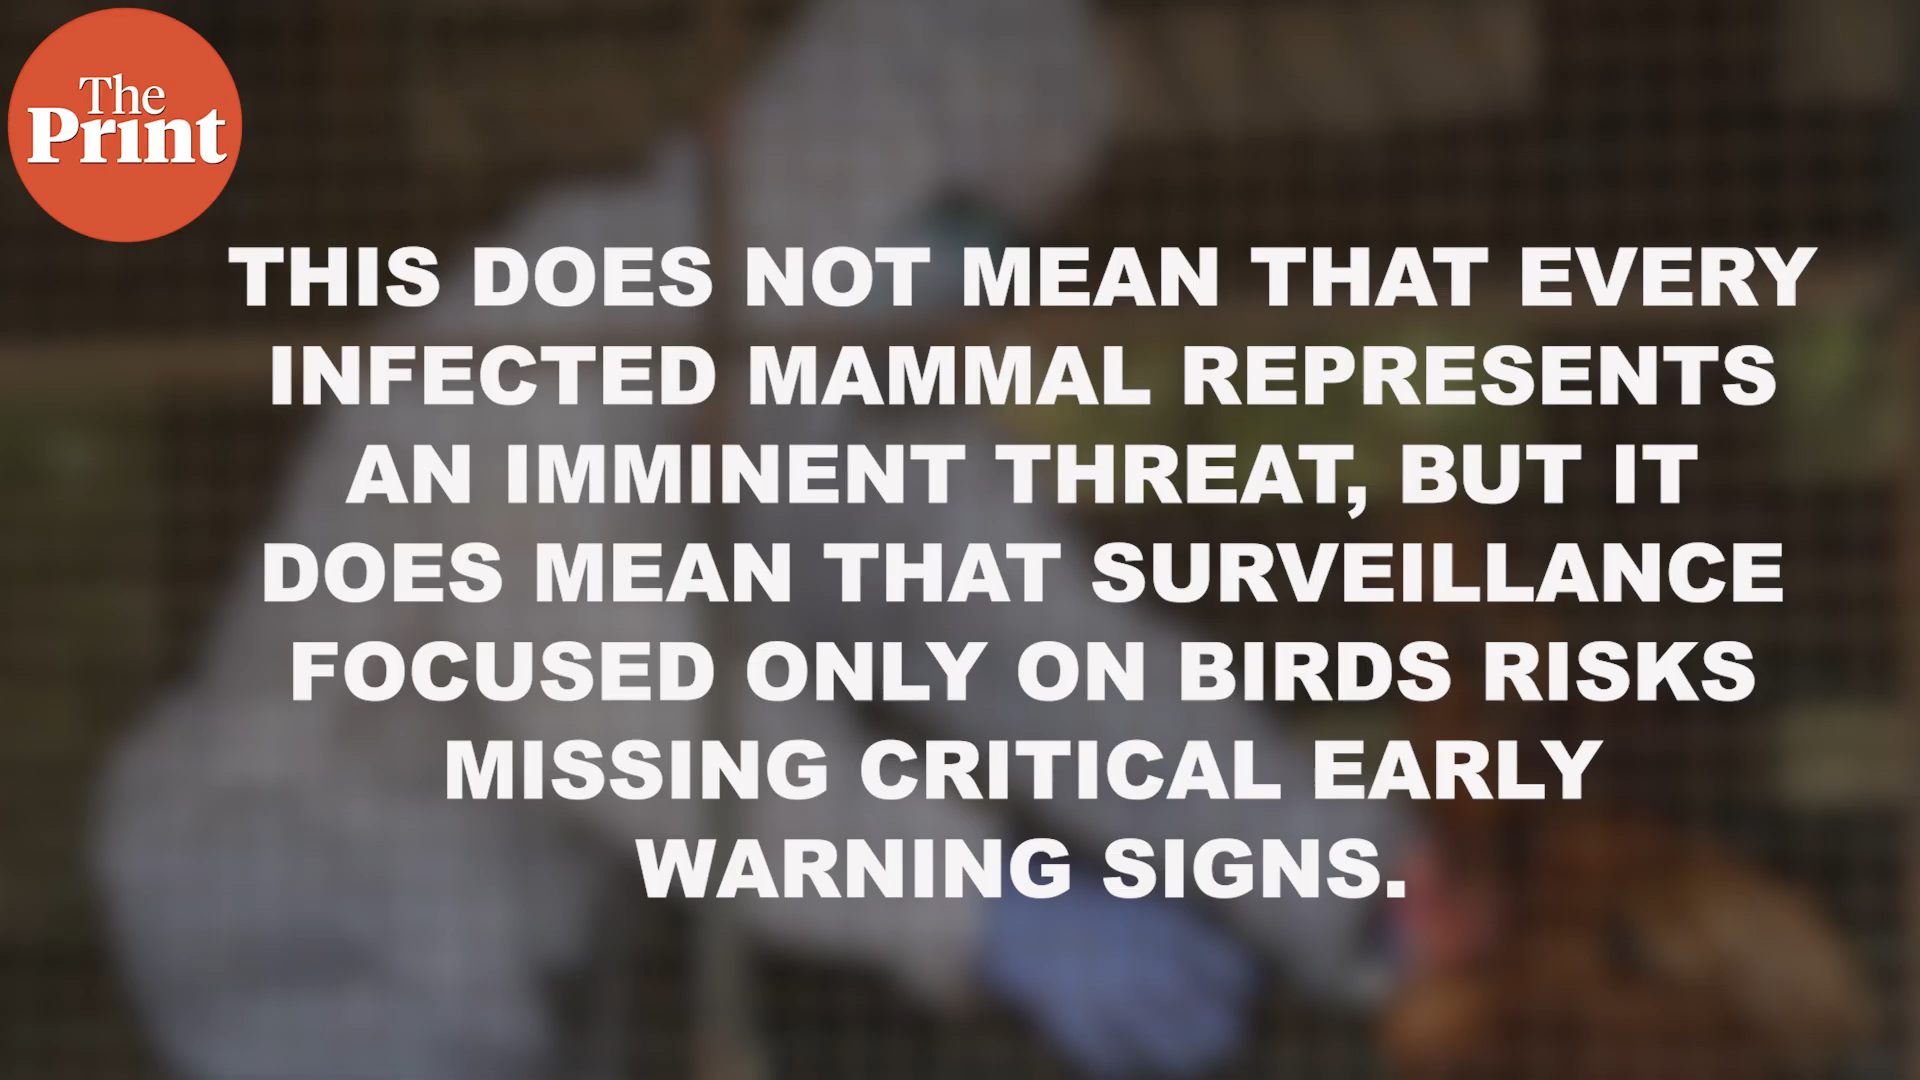 The
Print
THIS DOES NOT MEAN THAT EVERY
INFECTED MAMMAL REPRESENTS
AN IMMINENT THREAT, BUT IT
DOES MEAN THAT SURVEILLANCE
FOCUSED ONLY ON BIRDS RISKS
MISSING CRITICAL EARLY
WARNING SIGNS.